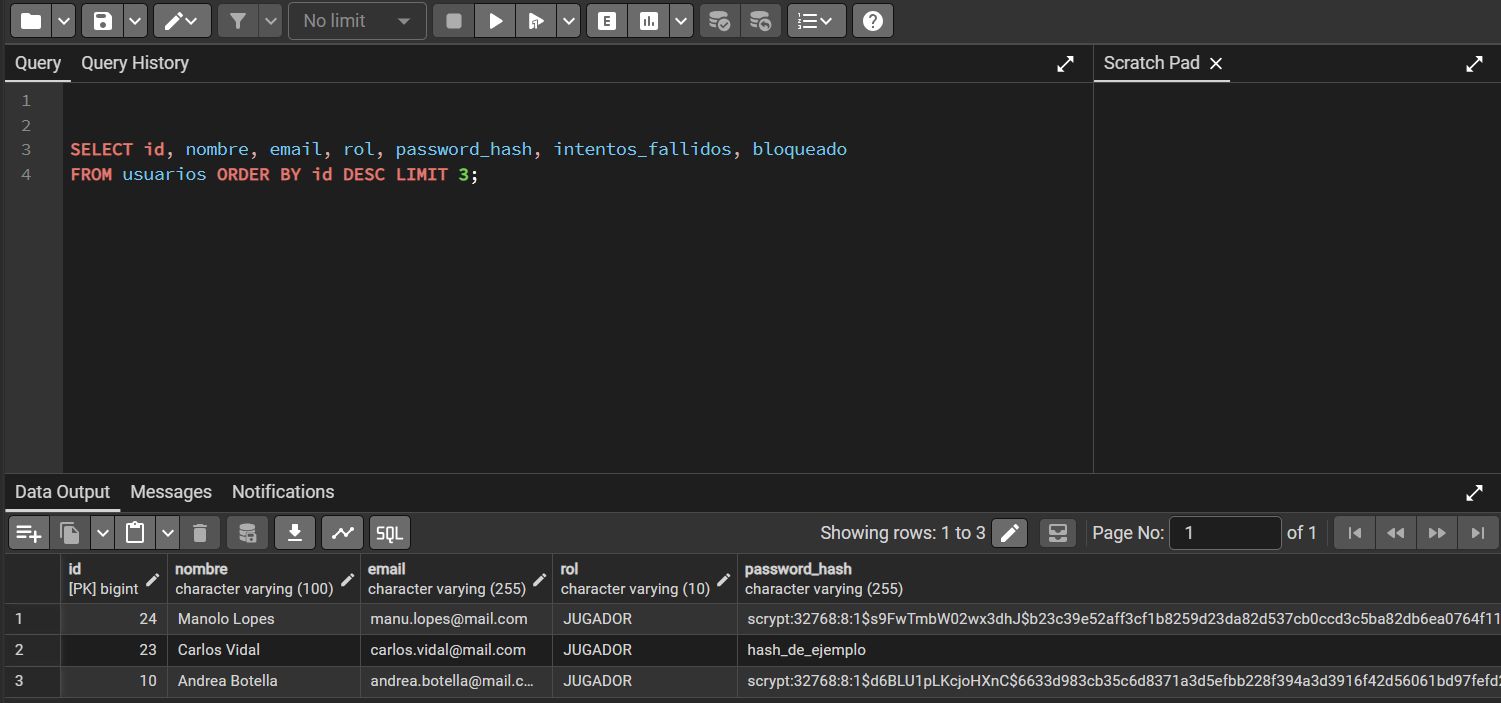 No limit
E
Query Query History
Scratch Pad
1
2
3 SELECT id, nombre, email, rol, password_hash, intentos_fallidos, bloqueado
4 FROM usuarios ORDER BY id DESC LIMIT 3;
Data Output Messages Notifications
SQL Showing rows: 1 to 3 Page No: 1 of 1
id nombre email rol password_hash
[PK] bigint character varying (100) character varying (255) character varying (10) character varying (255)
1 24 Manolo Lopes manu.lopes@mail.com JUGADOR scrypt:32768:8:1$s9FwTmbW02wx3dhJ$b23c39e52aff3cf1b8259d23da82d537cb0ccd3c5ba82db6ea0764f11
2 23 Carlos Vidal carlos.vidal@mail.com JUGADOR hash_de_ejemplo
3 10 Andrea Botella andrea.botella@mail.c... JUGADOR scrypt:32768:8:1$d6BLU1pLKcjoHXnC$6633d983cb35c6d8371a3d5efbb228f394a3d3916f42d56061bd97fefd2